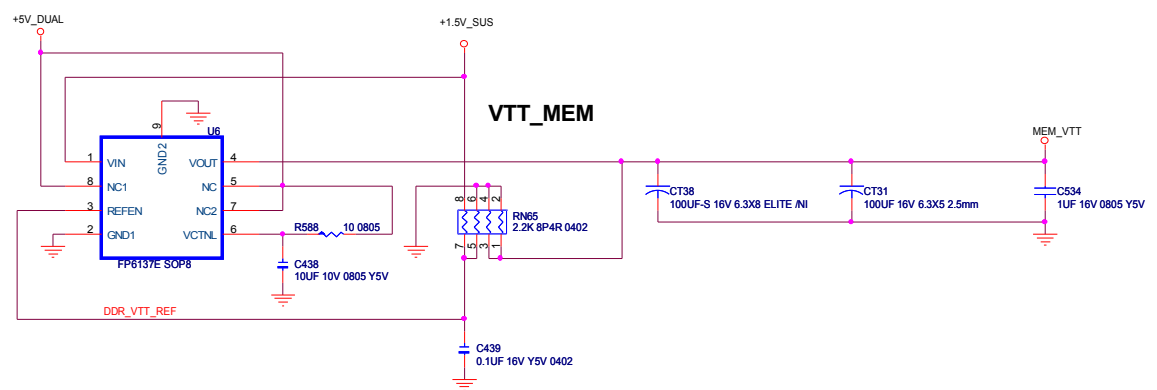 +5V_DUAL
+1.5V_SUS
VTT_MEM
MEM_VTT
U6
9
GND2
1 VIN VOUT 4
8 NC1 NC 5
3 REFEN NC2 7
2 GND1 VCTNL 6
FP6137E SOP8
R588 10 0805
C438
10UF 10V 0805 Y5V
8 6 4 2
RN65
2.2K 8P4R 0402
7 5 3 1
CT38
100UF-S 16V 6.3X8 ELITE /NI
CT31
100UF 16V 6.3X5 2.5mm
C534
1UF 16V 0805 Y5V
DDR_VTT_REF
C439
0.1UF 16V Y5V 0402